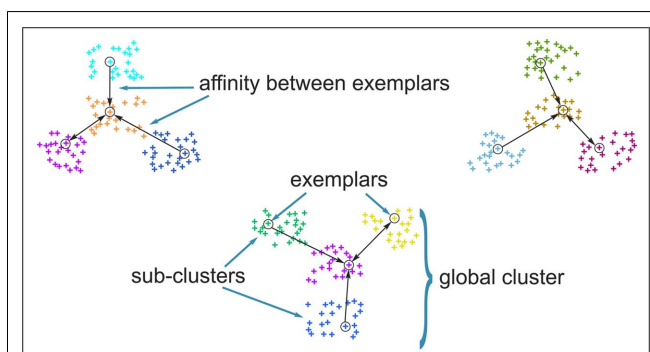 affinity between exemplars
exemplars
sub-clusters
global cluster